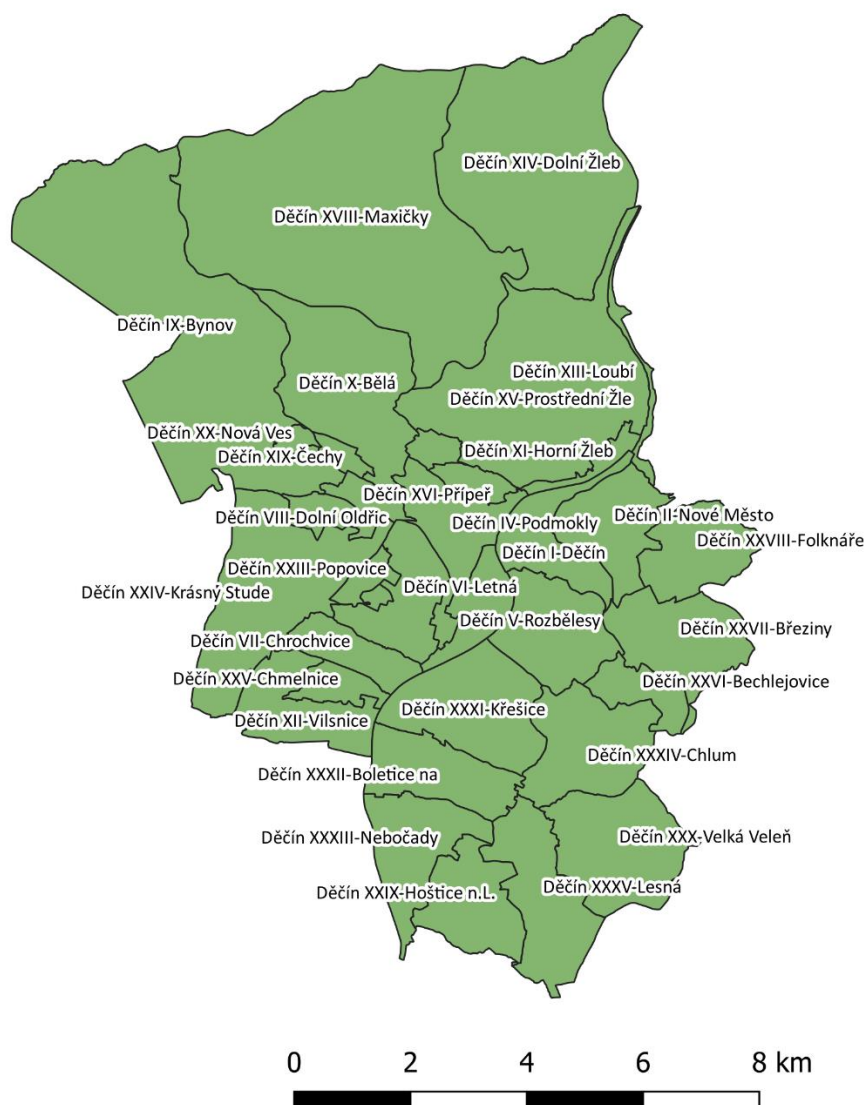 Děčín XIV-Dolní Žleb
Děčín XVIII-Maxičky
Děčín IX-Bynov
Děčín XIII-Loubí
Děčín X-Bělá
Děčín XV-Prostřední Žle
Děčín XX-Nová Ves
Děčín XIX-Čechy
Děčín XI-Horní Žleb
Děčín XVI-Přípeř
Děčín VIII-Dolní Oldřic
Děčín IV-Podmokly
Děčín II-Nové Město
Děčín XXVIII-Folknáře
Děčín I-Děčín
Děčín XXIII-Popovice
Děčín VI-Letná
Děčín XXIV-Krásný Stude
Děčín V-Rozbělesy
Děčín XXVII-Březiny
Děčín VII-Chrochvice
Děčín XXV-Chmelnice
Děčín XXVI-Bechlejovice
Děčín XXXI-Křešice
Děčín XII-Vilsnice
Děčín XXXIV-Chlum
Děčín XXXII-Boletice na
Děčín XXXIII-Nebočady
Děčín XXX-Velká Veleň
Děčín XXIX-Hoštice n.L.
Děčín XXXV-Lesná
0 2 4 6 8 km